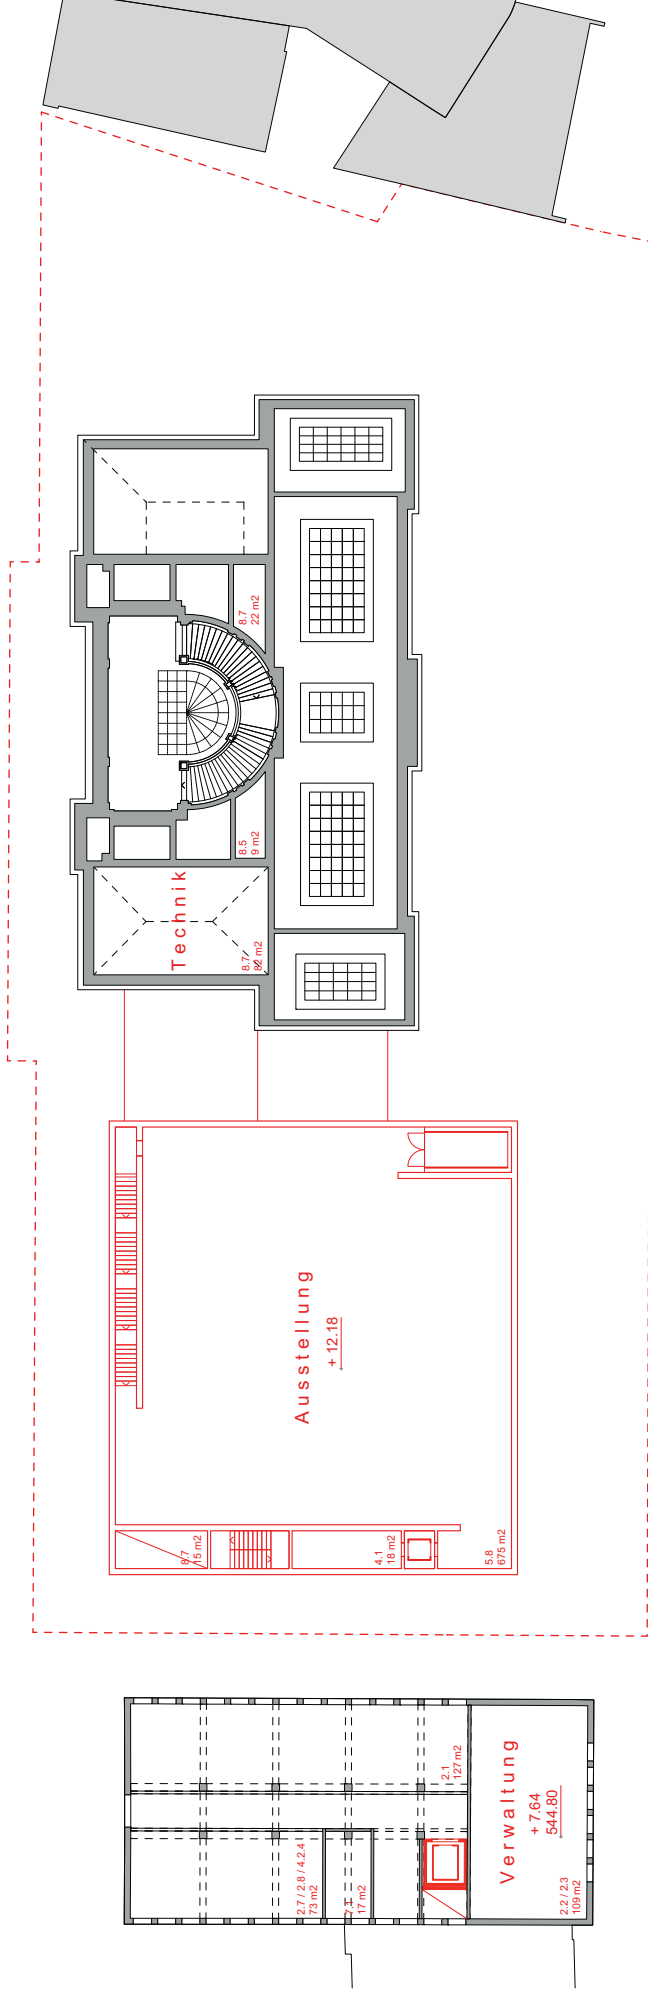 8.7
22 m2
8.5
9 m2
Technik
8.7
82 m2
Ausstellung
+ 12.18
8.7
15 m2
4.1
18 m2
5.8
675 m2
2.1
127 m2
Verwaltung
+ 7.64
544.80
2.7 / 2.8 / 4.2.4
73 m2
17 m2
2.2 / 2.3
109 m2